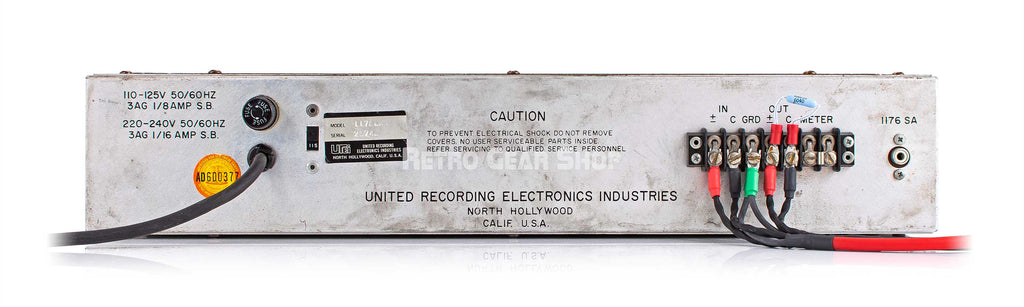 110-125V 50/60HZ
3AG 1/8 AMP S.B.
220-240V 50/60HZ
3AG 1/16 AMP S.B.
FUSE FUSE
115
MODEL
SERIAL
UREI
UNITED RECORDING
ELECTRONICS INDUSTRIES
NORTH HOLLYWOOD, CALIF. U.S.A.
AD600377
CAUTION
TO PREVENT ELECTRICAL SHOCK DO NOT REMOVE
COVERS. NO USER SERVICEABLE PARTS INSIDE
REFER SERVICING TO QUALIFIED SERVICE PERSONNEL
RETRO GEAR SHOP
UNITED RECORDING ELECTRONICS INDUSTRIES
NORTH HOLLYWOOD
CALIF. U.S.A.
IN OUT
± C GRD ± C METER
1176 SA